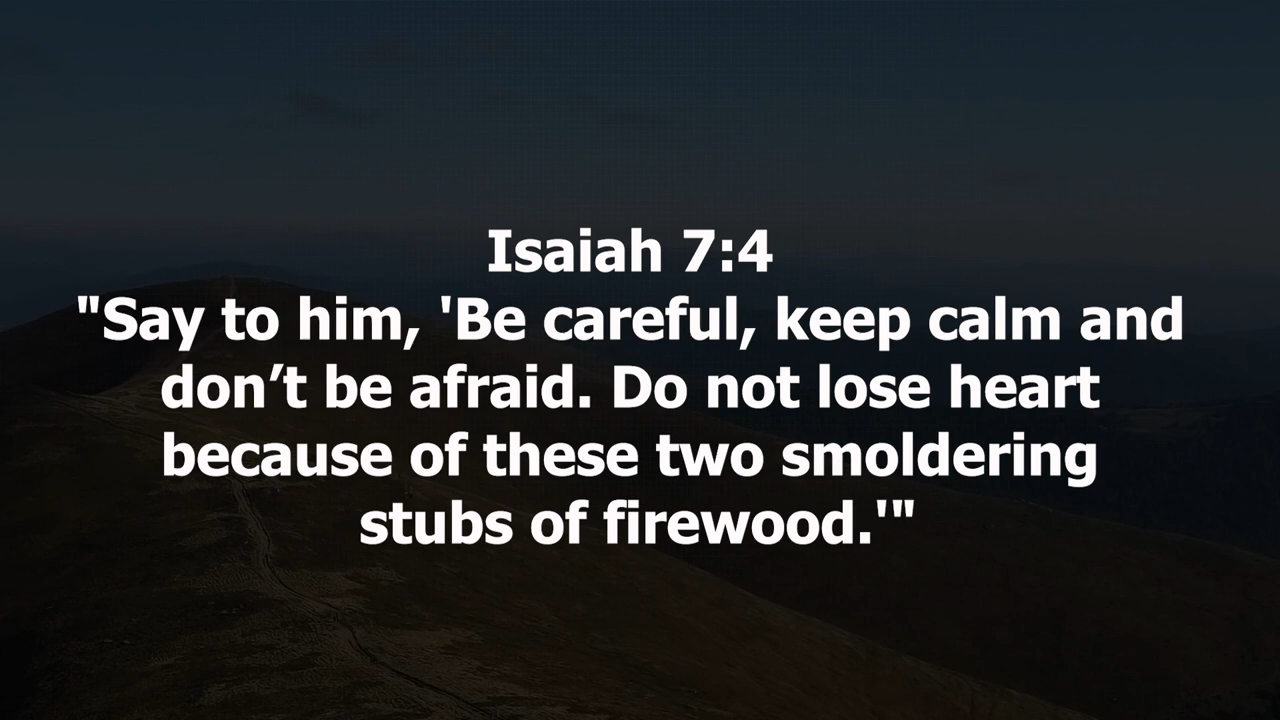 Isaiah 7:4
"Say to him, 'Be careful, keep calm and
don’t be afraid. Do not lose heart
because of these two smoldering
stubs of firewood.'"